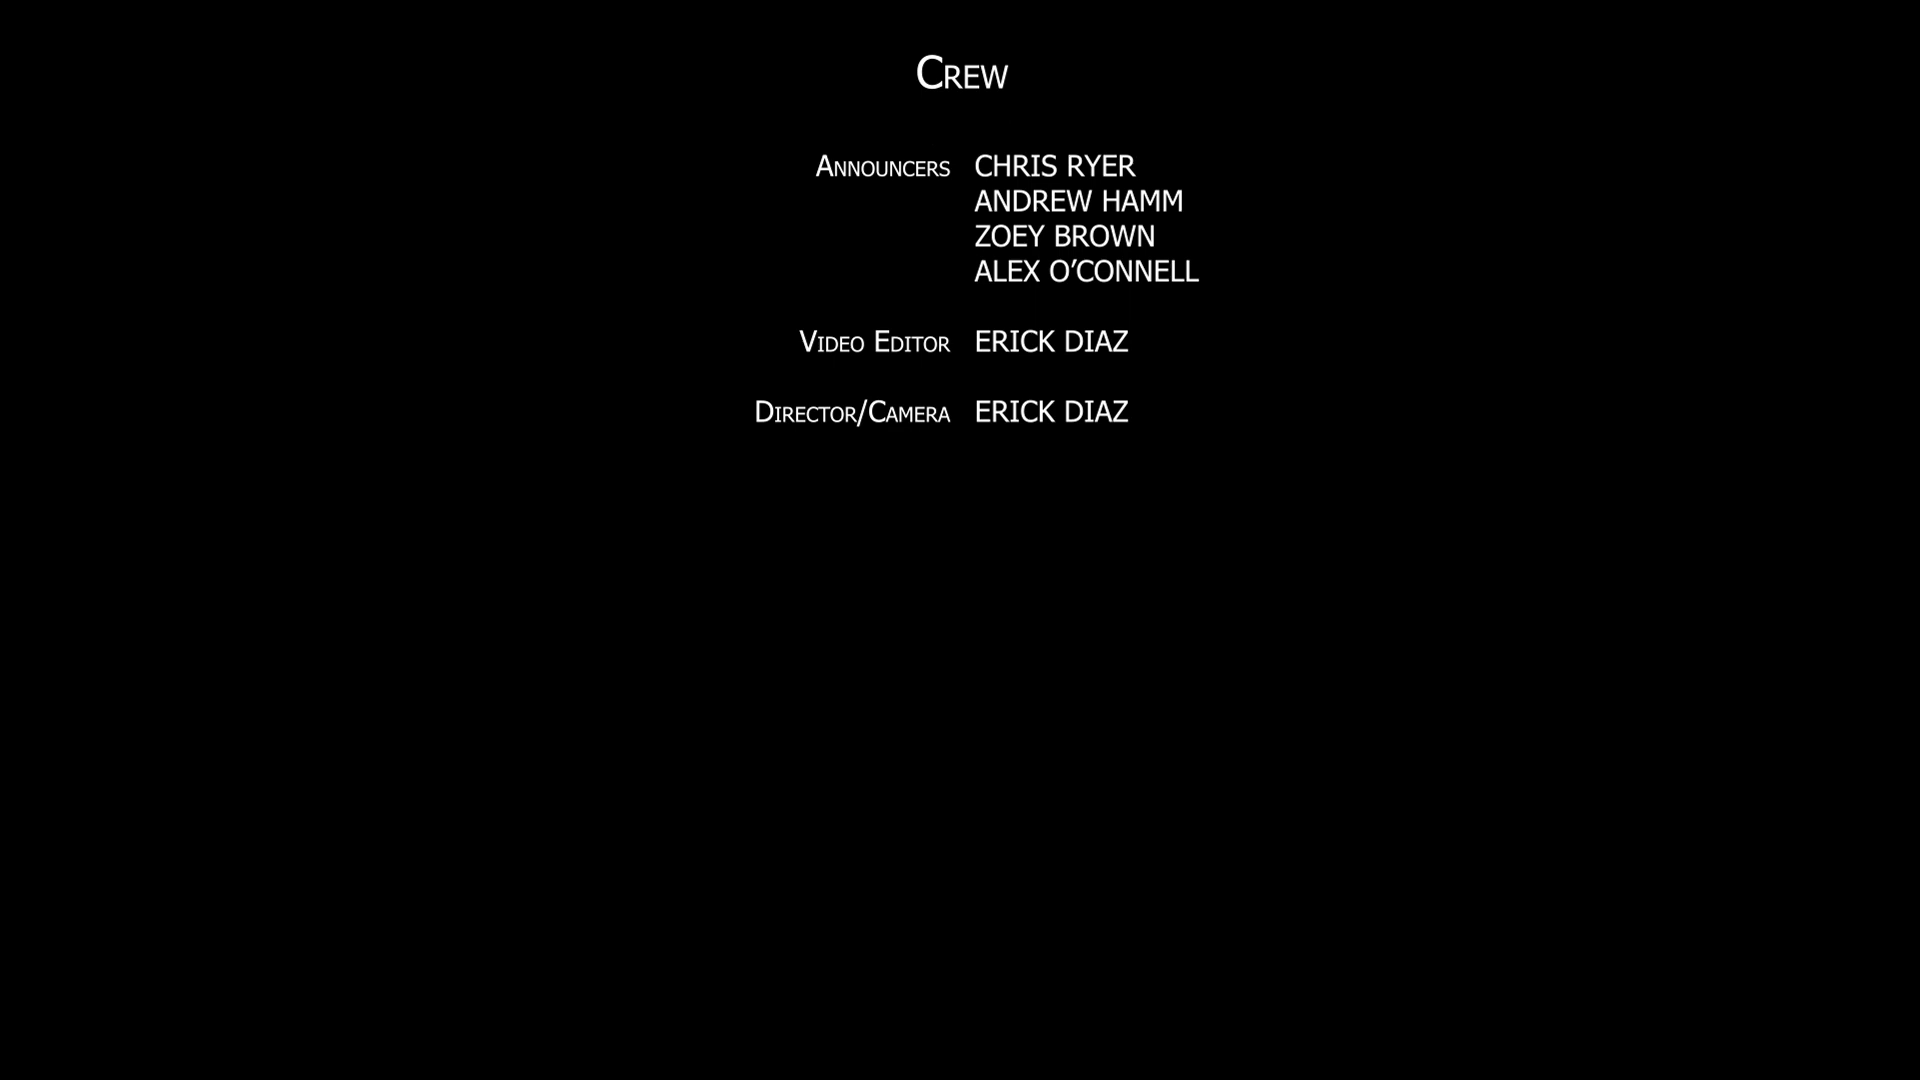 Crew
Announcers CHRIS RYER
ANDREW HAMM
ZOEY BROWN
ALEX O’CONNELL
Video Editor ERICK DIAZ
Director/Camera ERICK DIAZ